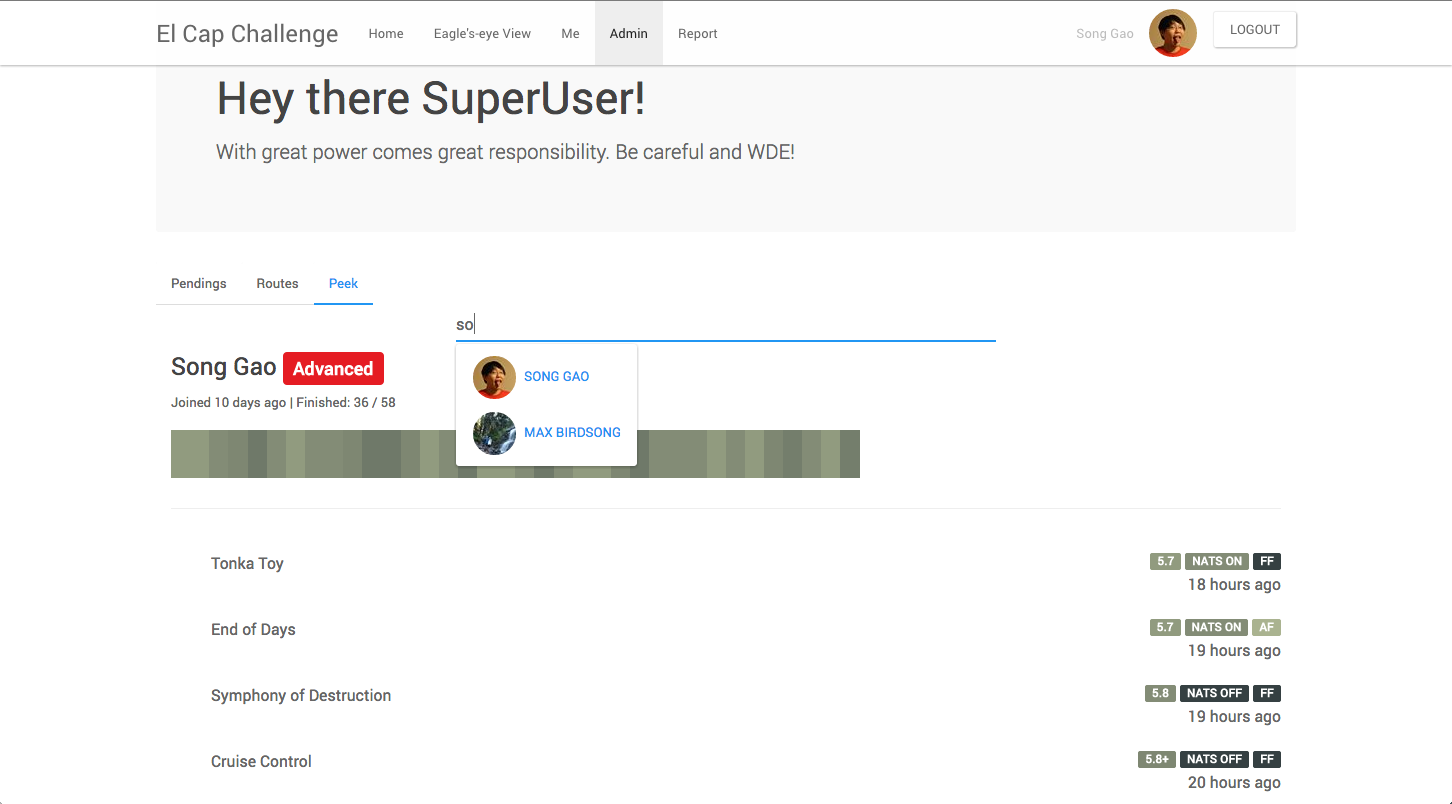 El Cap Challenge Home Eagle's-eye View Me Admin Report Song Gao LOGOUT
Hey there SuperUser!
With great power comes great responsibility. Be careful and WDE!
Pendings Routes Peek
so
Song Gao Advanced
SONG GAO
Joined 10 days ago | Finished: 36 / 58
MAX BIRDSONG
Tonka Toy 5.7 NATS ON FF
18 hours ago
End of Days 5.7 NATS ON AF
19 hours ago
Symphony of Destruction 5.8 NATS OFF FF
19 hours ago
Cruise Control 5.8+ NATS OFF FF
20 hours ago